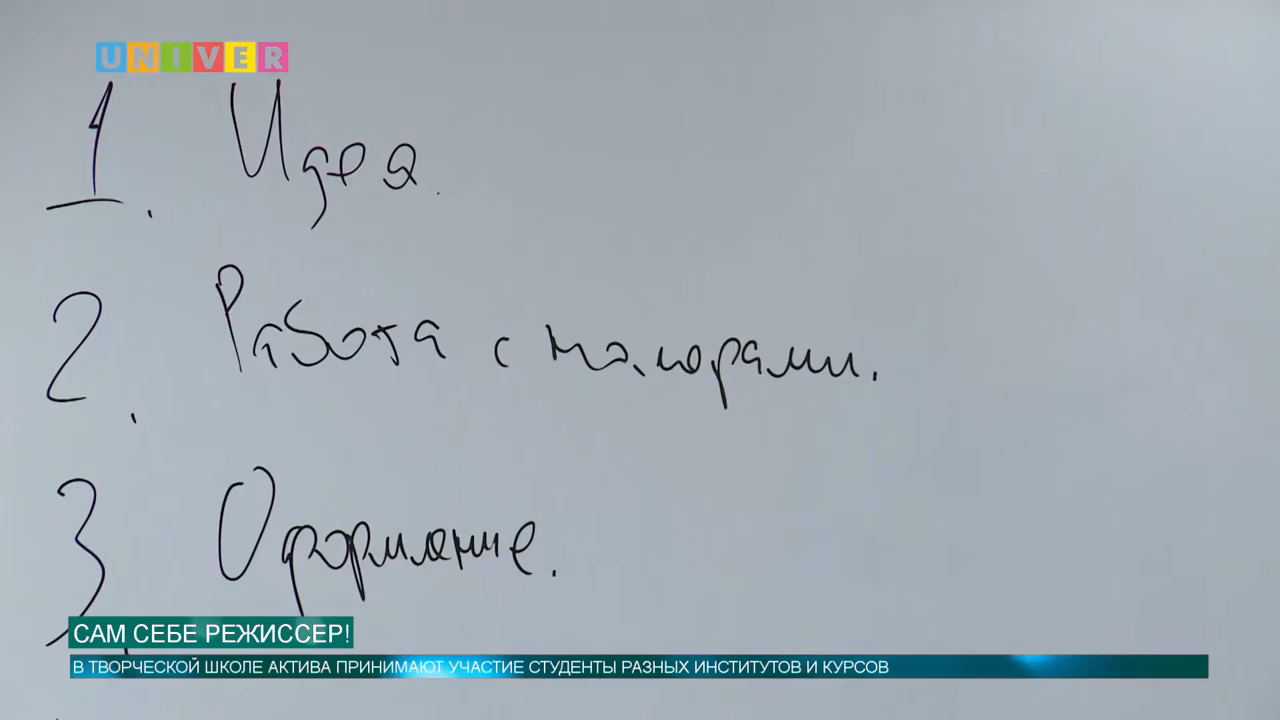 UNIVER
1. Идея.
2. Работа с
3. Оформление.
САМ СЕБЕ РЕЖИССЕР!
В ТВОРЧЕСКОЙ ШКОЛЕ АКТИВА ПРИНИМАЮТ УЧАСТИЕ СТУДЕНТЫ РАЗНЫХ ИНСТИТУТОВ И КУРСОВ